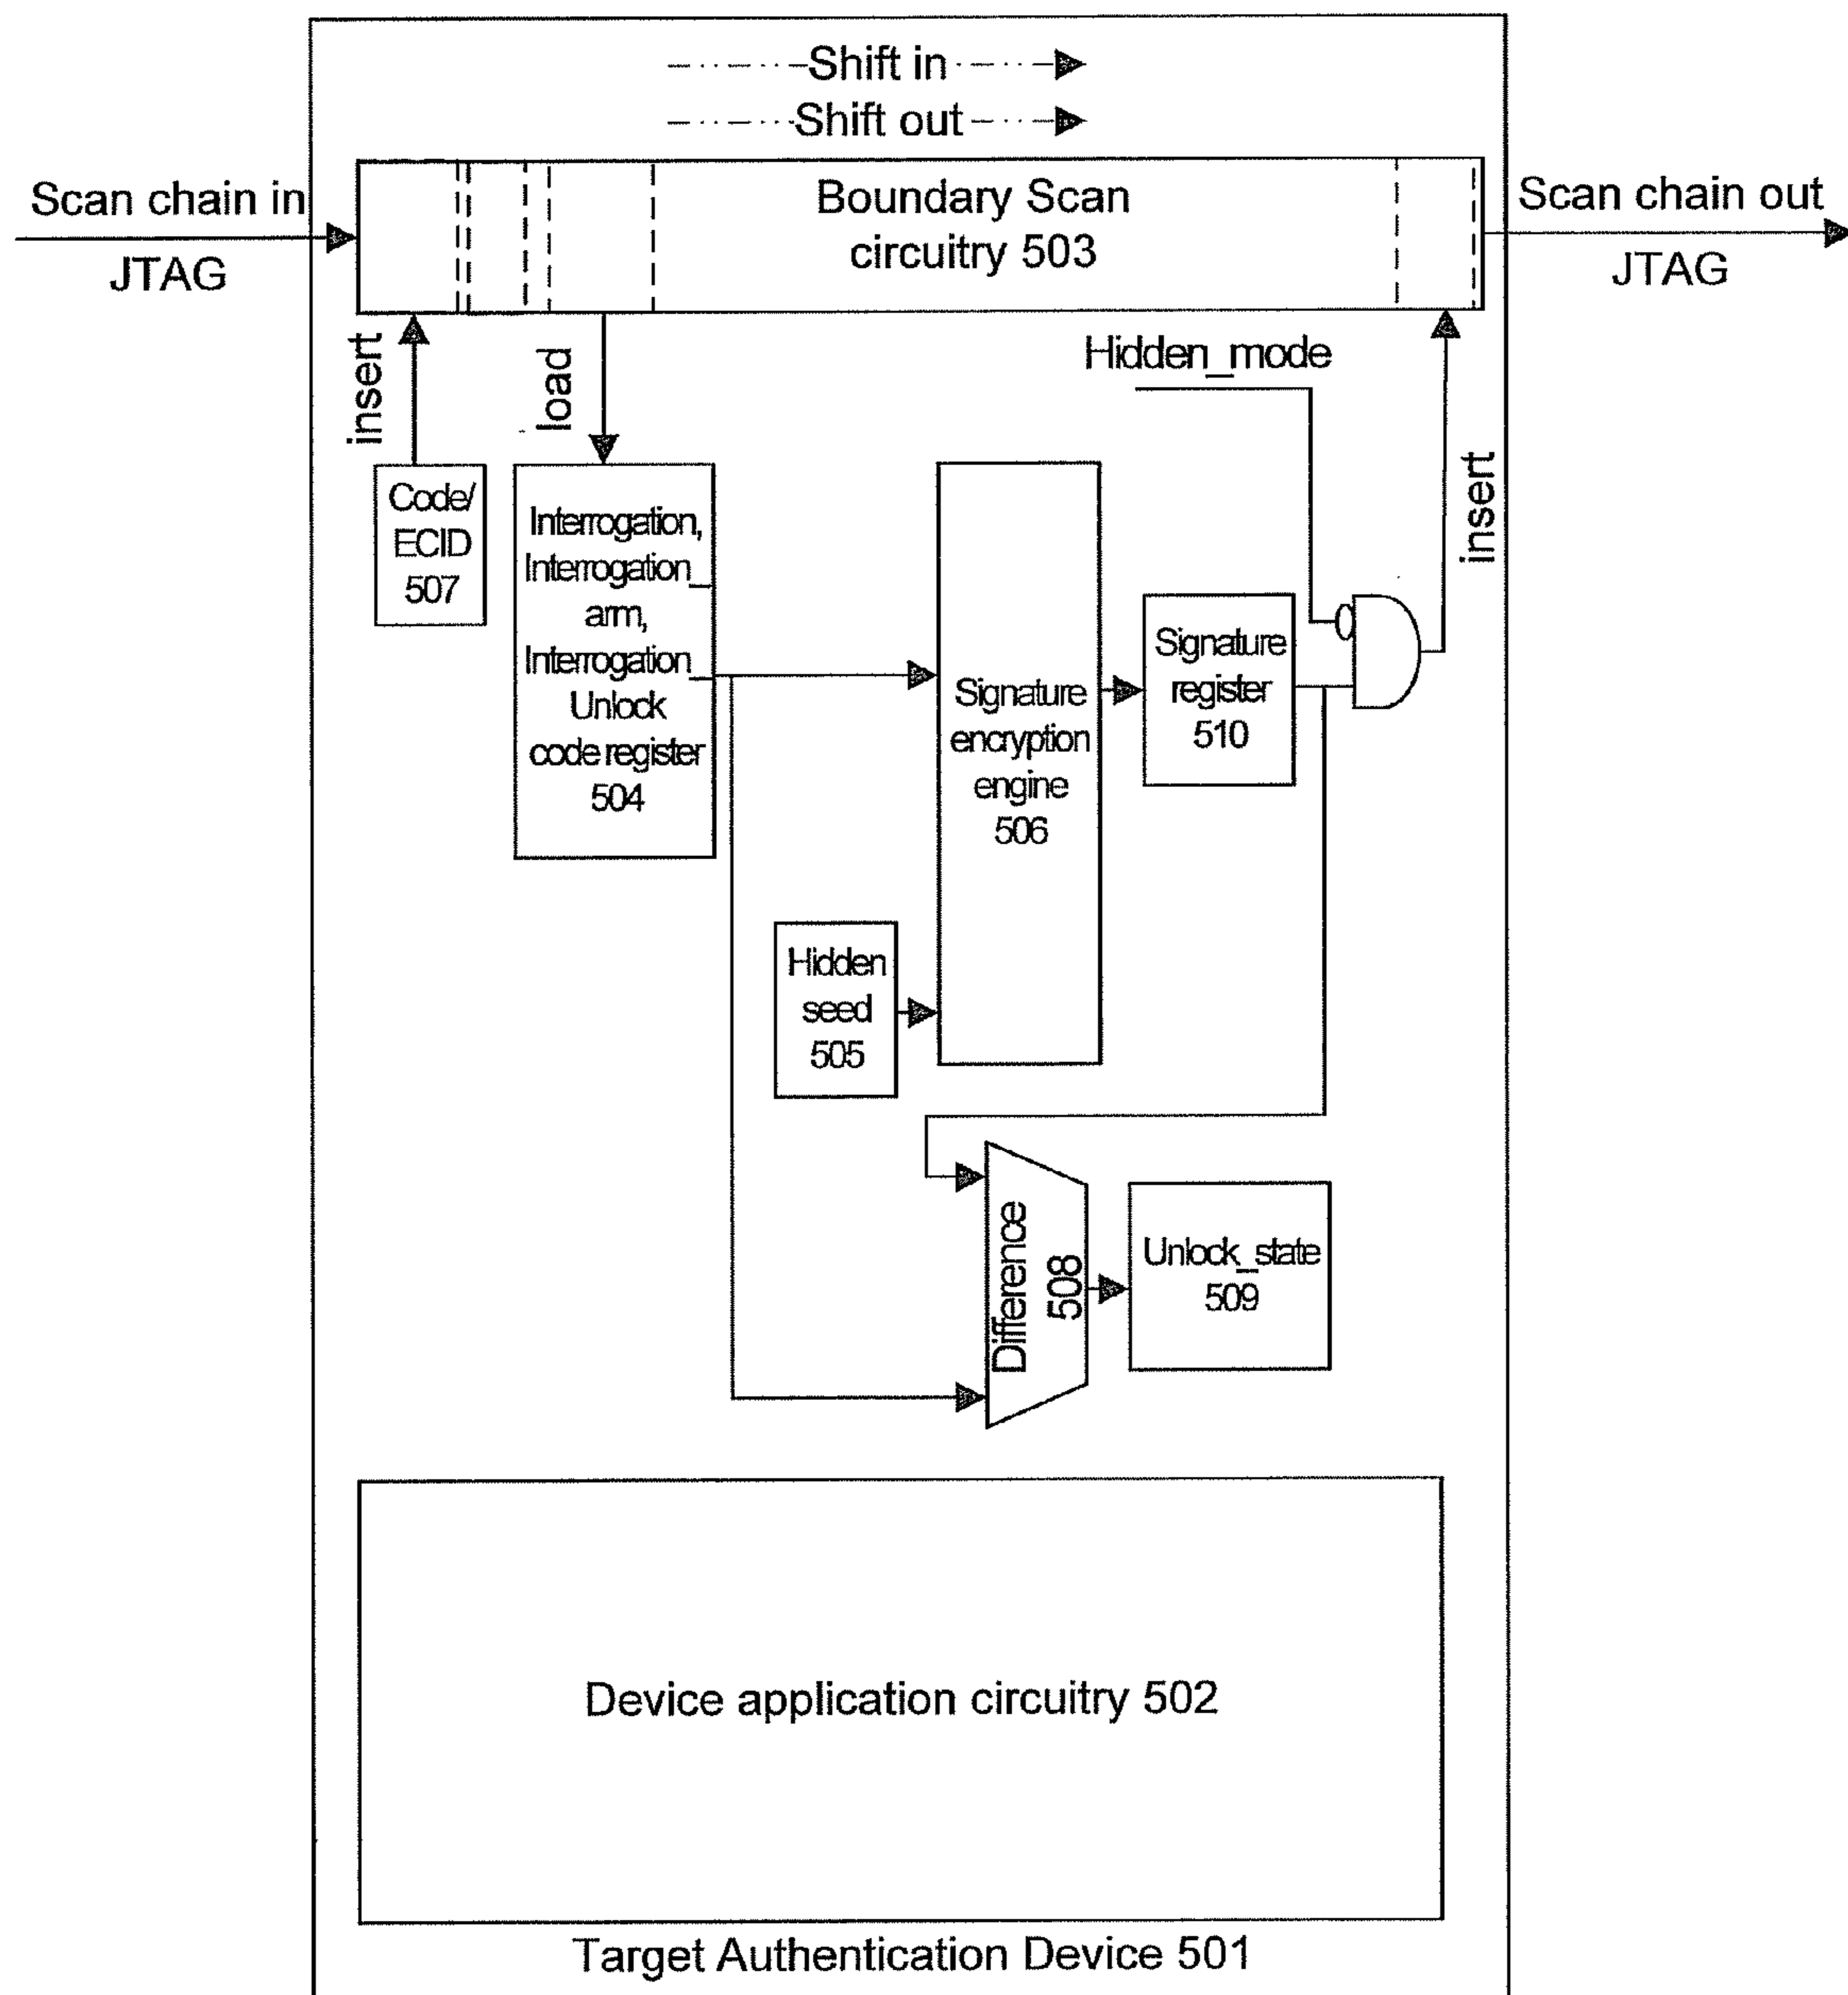 Shift in
Shift out
Scan chain in
JTAG
Boundary Scan
circuitry 503
Scan chain out
JTAG
insert
load
Hidden_mode
insert
Code/
ECID
507
Interrogation,
Interrogation_
arm,
Interrogation_
Unlock
code register
504
Signature
encryption
engine
506
Signature
register
510
Hidden
seed
505
Difference
508
Unlock_state
509
Device application circuitry 502
Target Authentication Device 501